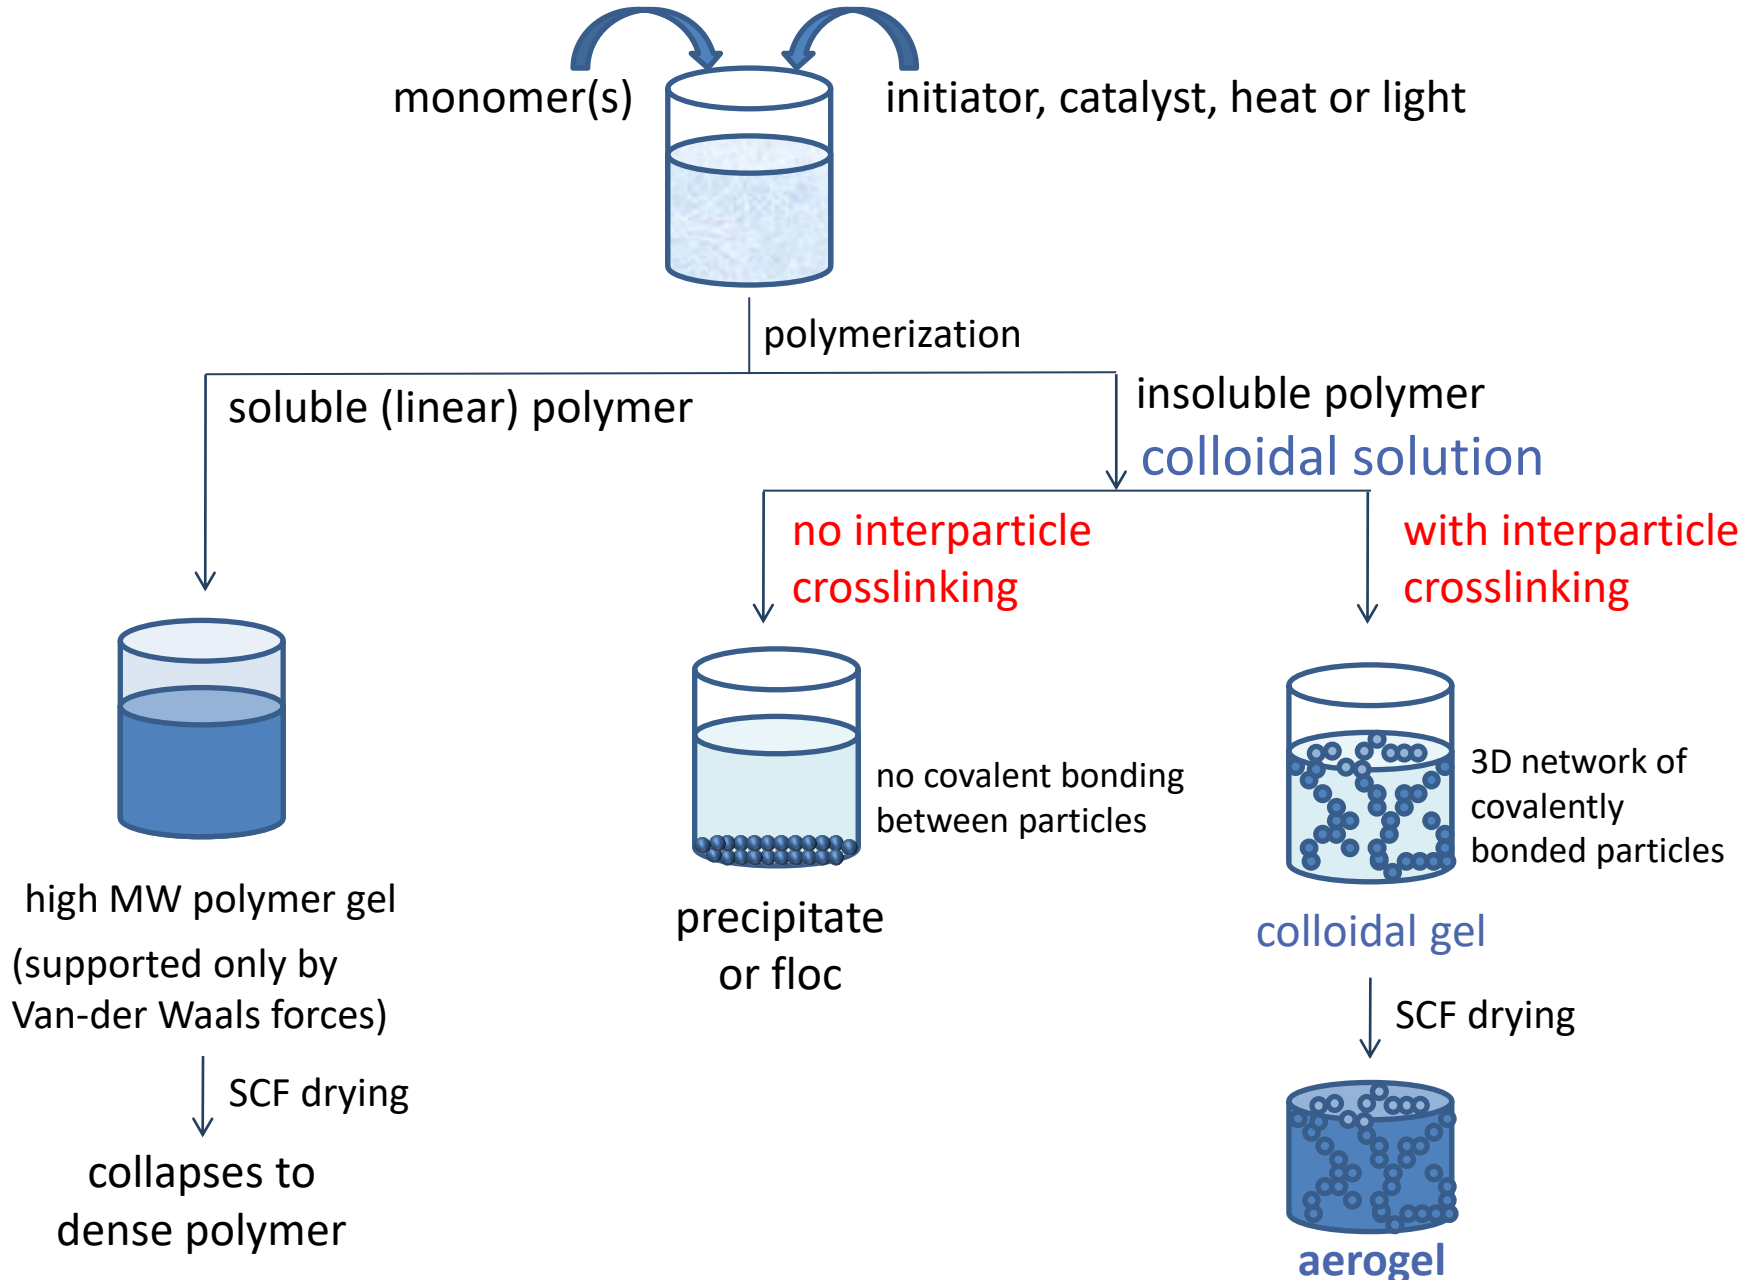 monomer(s)
initiator, catalyst, heat or light
polymerization
soluble (linear) polymer
insoluble polymer
colloidal solution
no interparticle
crosslinking
with interparticle
crosslinking
no covalent bonding
between particles
3D network of
covalently
bonded particles
high MW polymer gel
(supported only by
Van-der Waals forces)
precipitate
or floc
colloidal gel
SCF drying
SCF drying
collapses to
dense polymer
aerogel